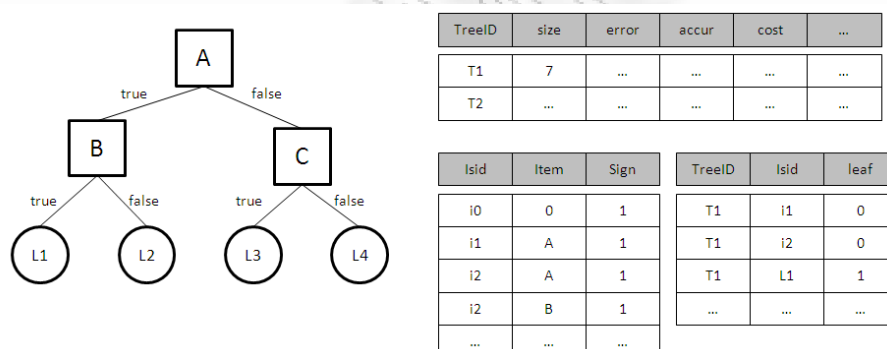 A
true
false
B
C
true
false
true
false
L1
L2
L3
L4
TreeID size error accur cost ...
T1 7 ... ... ... ...
T2 ... ... ... ... ...
Isid Item Sign
i0 0 1
i1 A 1
i2 A 1
i2 B 1
... ... ...
TreeID Isid leaf
T1 i1 0
T1 i2 0
T1 L1 1
... ... ...